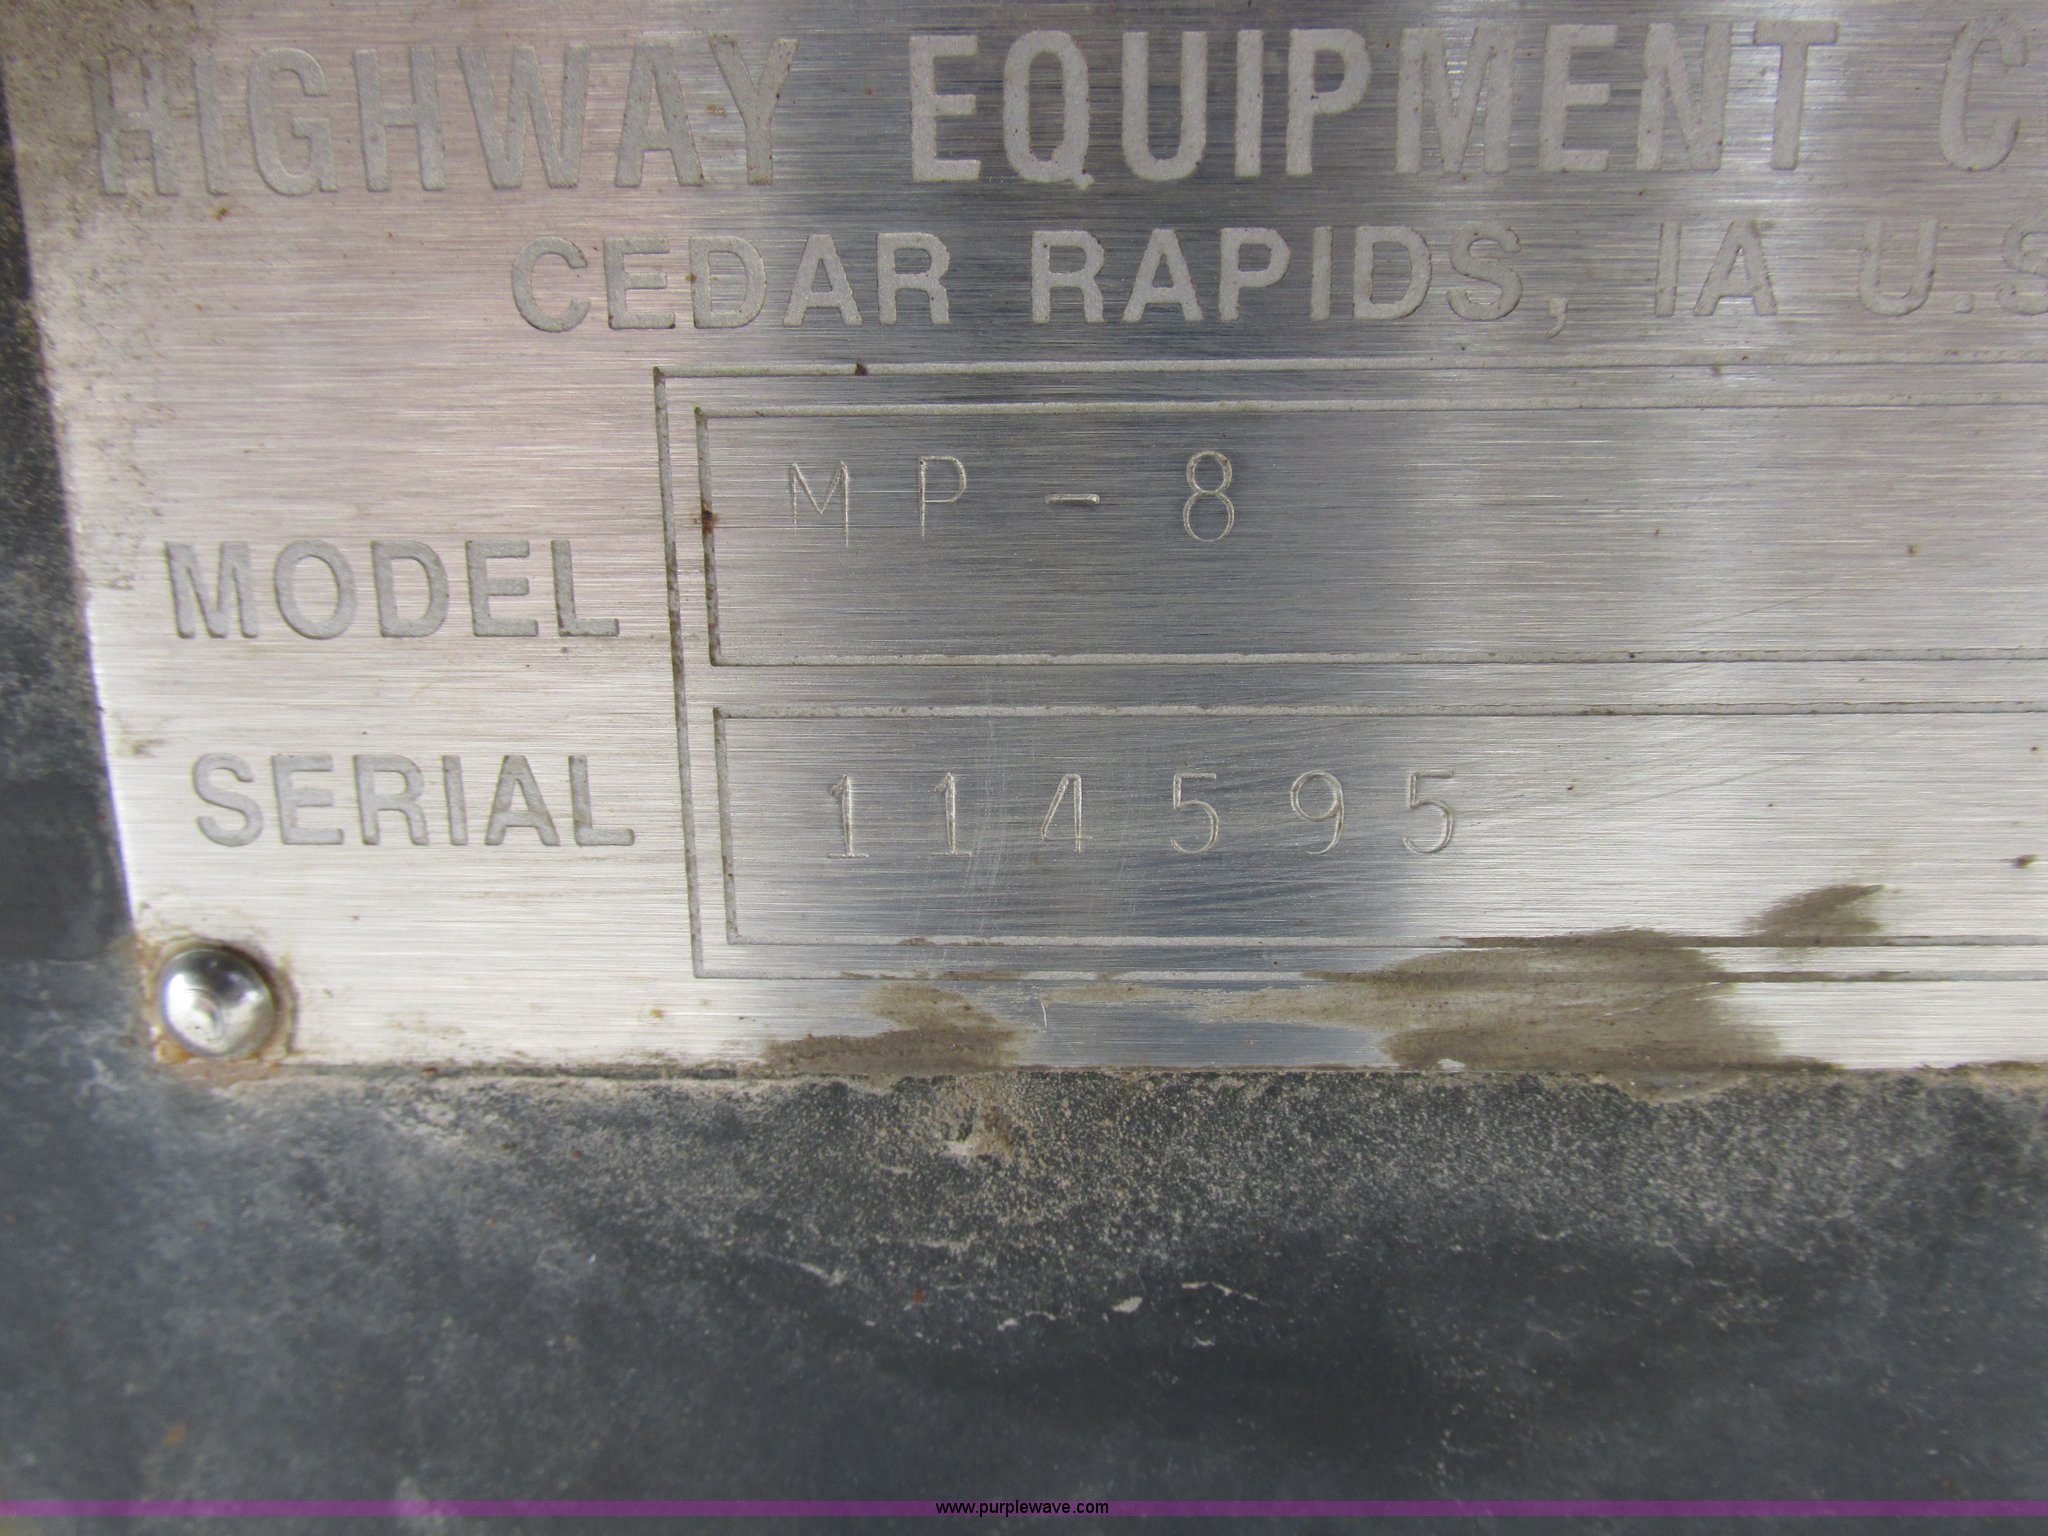 HIGHWAY EQUIPMENT C
CEDAR RAPIDS, IA U.S
MODEL MP-8
SERIAL 114595
www.purplewave.com